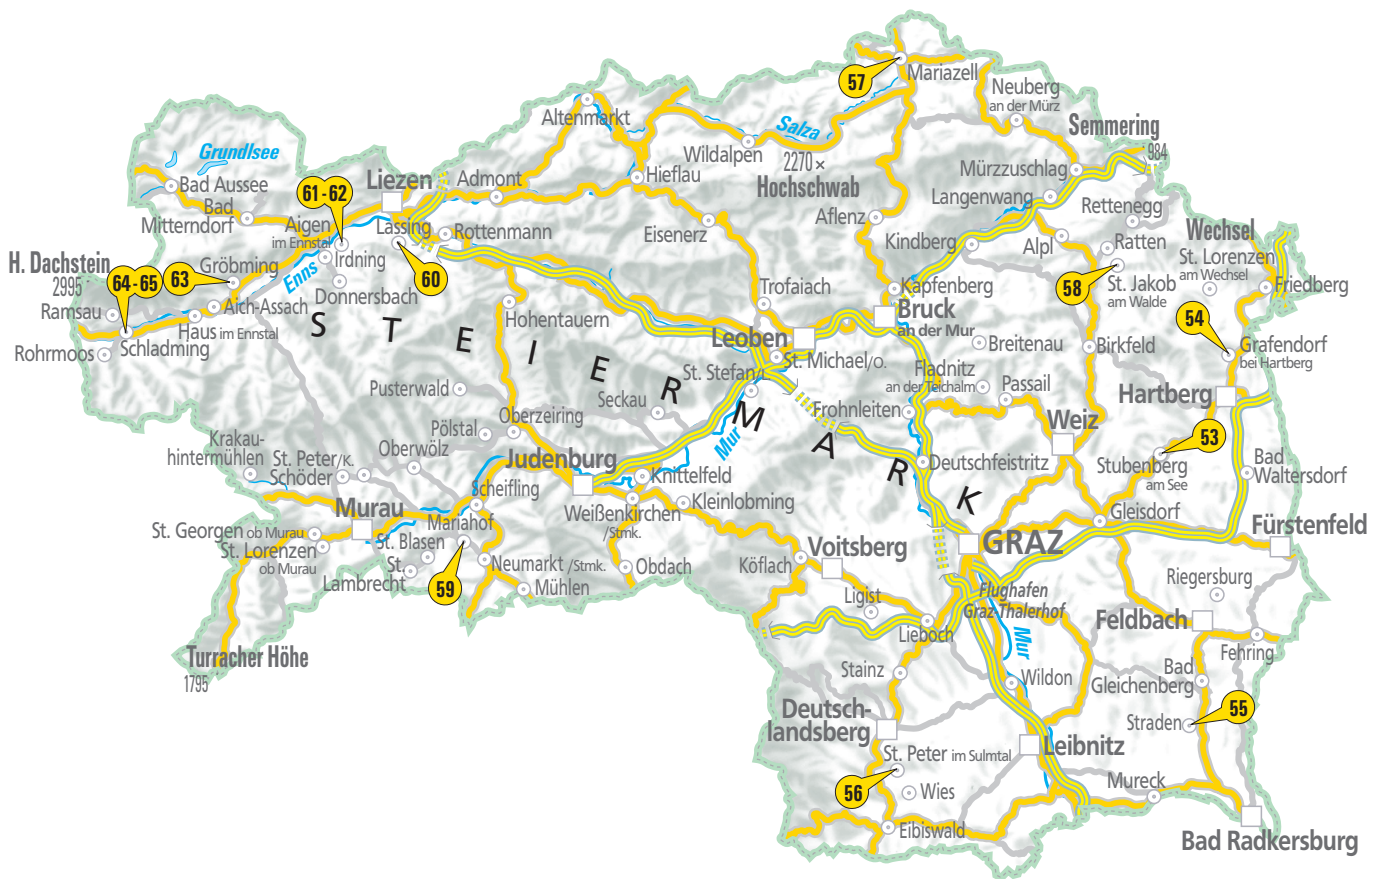 57
Mariazell
Neuberg
an der Mürz
Altenmarkt
Salza
Semmering
984
Grundlsee
Wildalpen
2270 ×
Hochschwab
Mürzzuschlag
Langenwang
Bad Aussee
61 - 62
Liezen
Admont
Hieflau
Bad
Mitterndorf
Aigen
im Ennstal
Lassing
Rottenmann
Eisenerz
Aflenz
Rettenegg
Wechsel
Kindberg
Alpl
Ratten
St. Lorenzen
am Wechsel
H. Dachstein
2995
Gröbming
Irdning
Enns
60
64 - 65
63
58
St. Jakob
am Walde
Friedberg
Ramsau
Aich-Assach
Donnersbach
Trofaiach
Kapfenberg
Haus im Ennstal
Hohentauern
Bruck
an der Mur
54
Rohrmoos
Schladming
Leoben
St. Michael/O.
Breitenau
Birkfeld
Grafendorf
bei Hartberg
STEIERMARK
St. Stefan/L.
Fladnitz
an der Teichalm
Passail
Pusterwald
Seckau
Hartberg
Oberzeiring
Frohnleiten
Weiz
Pölstal
Mur
53
Krakau-
hintermühlen
Oberwölz
St. Peter/K.
Schöder
Judenburg
Knittelfeld
Deutschfeistritz
Stubenberg
am See
Bad
Waltersdorf
Scheifling
Kleinlobming
Murau
Weißenkirchen
/Stmk.
Gleisdorf
Mariahof
St. Georgen ob Murau
St. Lorenzen
ob Murau
St. Blasen
GRAZ
Fürstenfeld
Voitsberg
St.
Lambrecht
59
Neumarkt /Stmk.
Obdach
Köflach
Mühlen
Riegersburg
Ligist
Flughafen
Graz-Thalerhof
Feldbach
Lieboch
Mur
Fehring
Turracher Höhe
1795
Stainz
Wildon
Bad
Gleichenberg
55
Deutsch-
landsberg
Straden
Leibnitz
St. Peter im Sulmtal
56
Wies
Mureck
Eibiswald
Bad Radkersburg